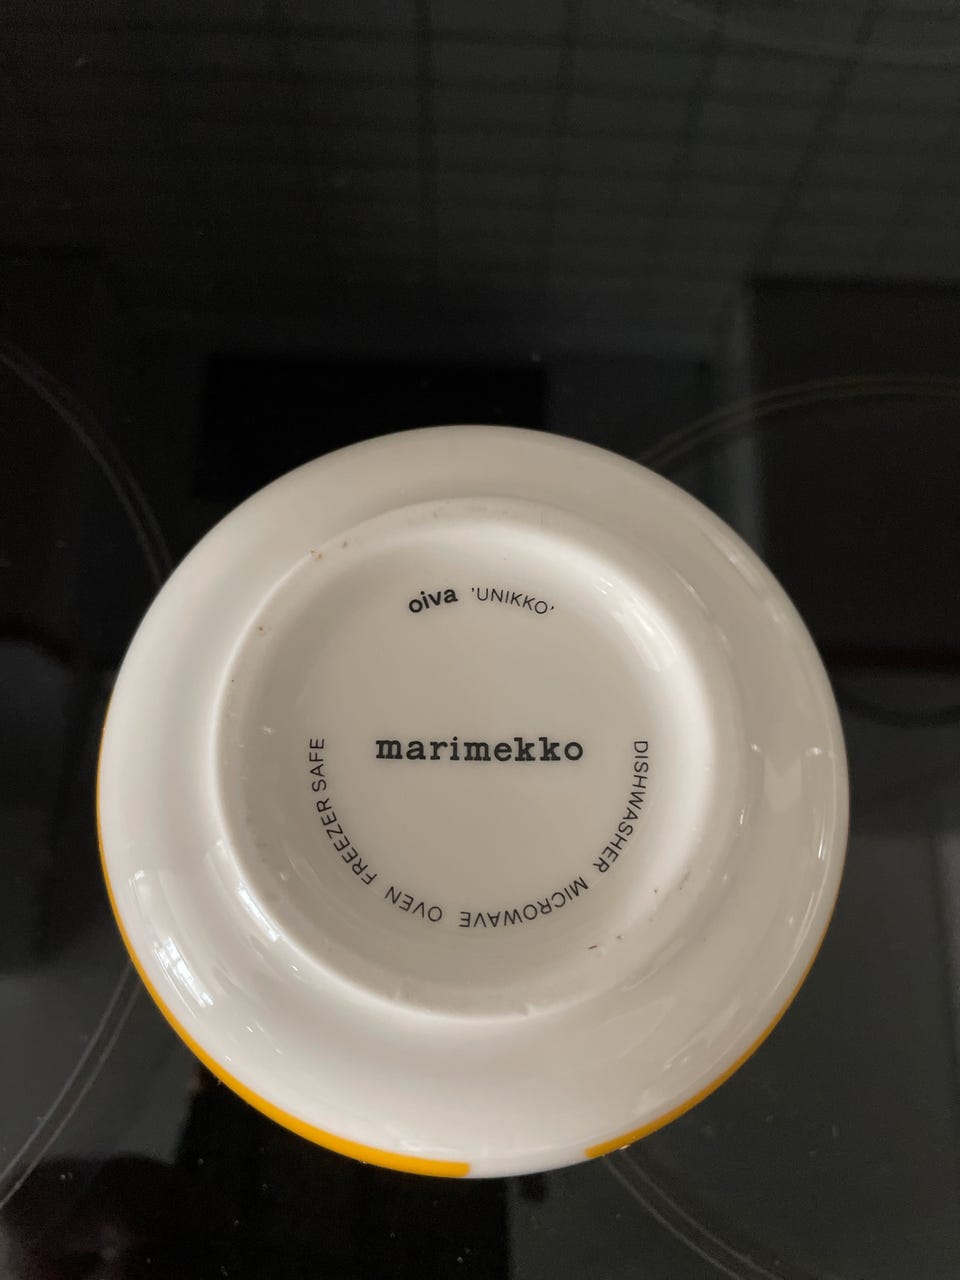 oiva 'UNIKKO'
marimekko
DISHWASHER MICROWAVE OVEN FREEZER SAFE